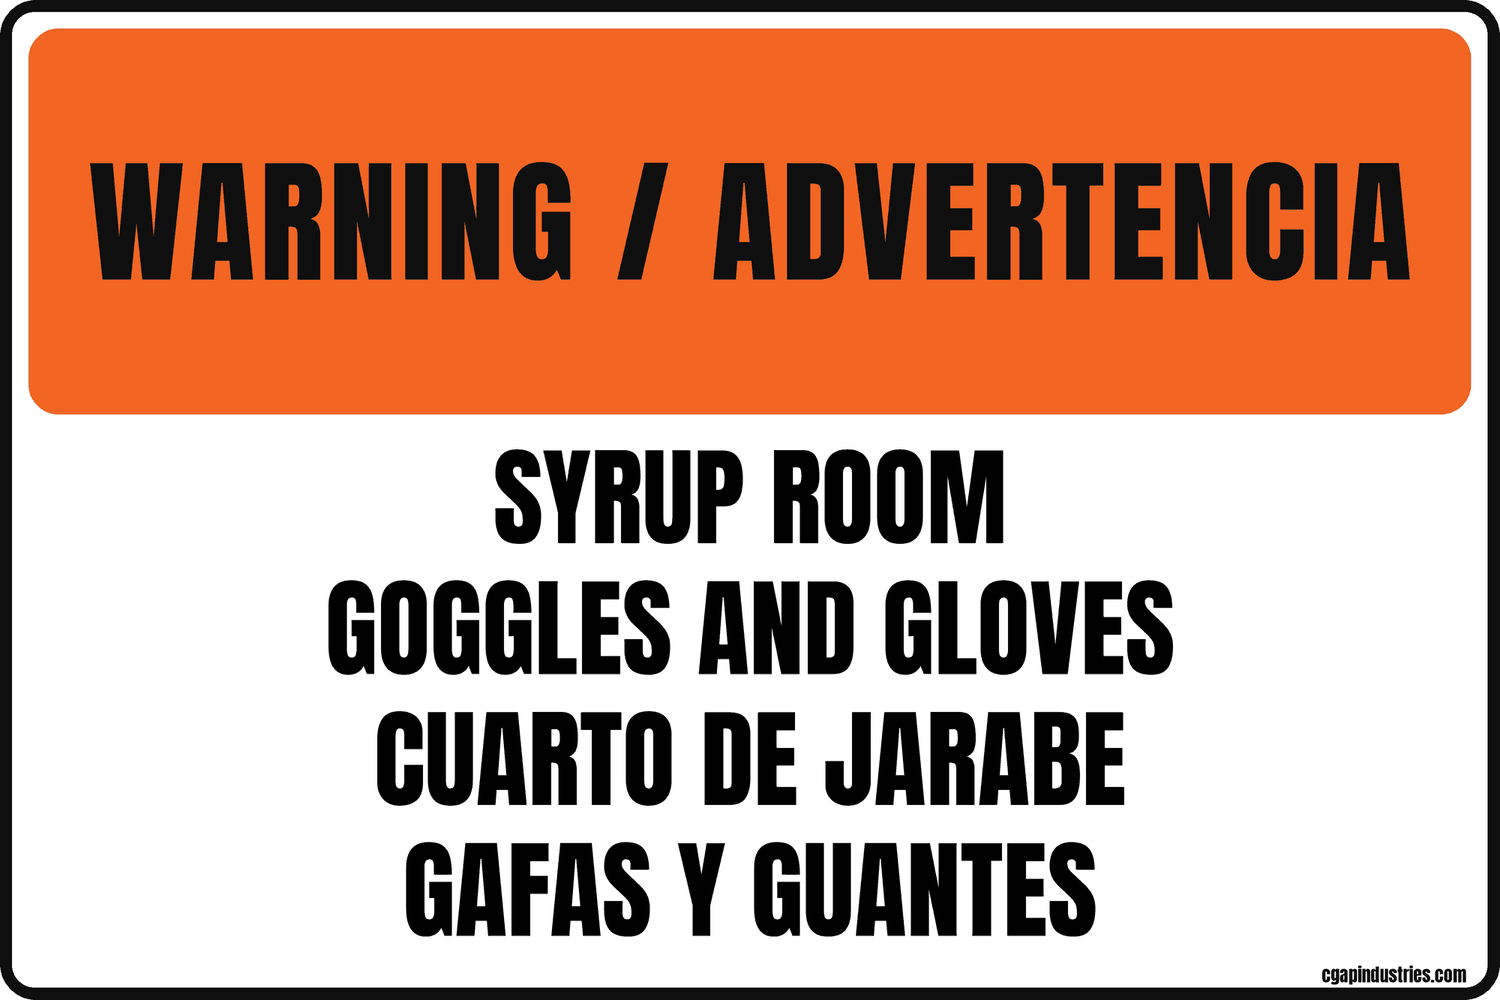 WARNING / ADVERTENCIA
SYRUP ROOM
GOGGLES AND GLOVES
CUARTO DE JARABE
GAFAS Y GUANTES
cgapindustries.com